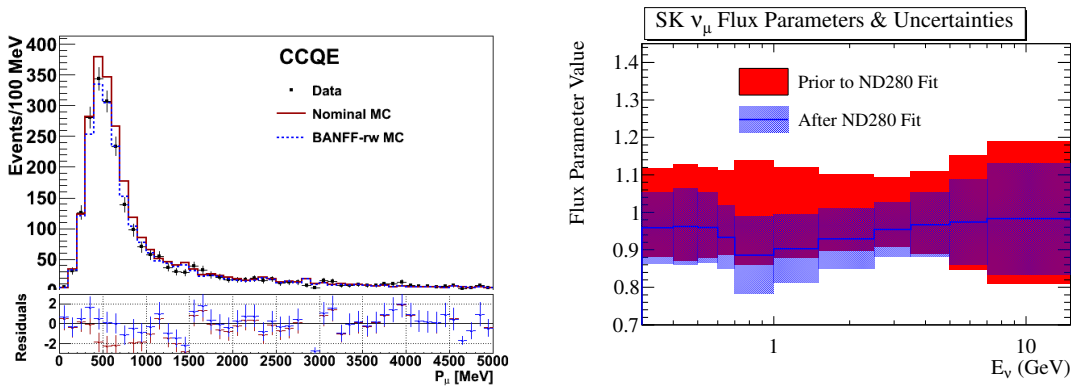 CCQE
Data
Nominal MC
BANFF-rw MC
Events/100 MeV
400
350
300
250
200
150
100
50
0
Residuals
2
0
-2
0 500 1000 1500 2000 2500 3000 3500 4000 4500 5000
Pμ [MeV]
SK νμ Flux Parameters & Uncertainties
Prior to ND280 Fit
After ND280 Fit
Flux Parameter Value
1.4
1.3
1.2
1.1
1
0.9
0.8
0.7
1 10
Eν (GeV)